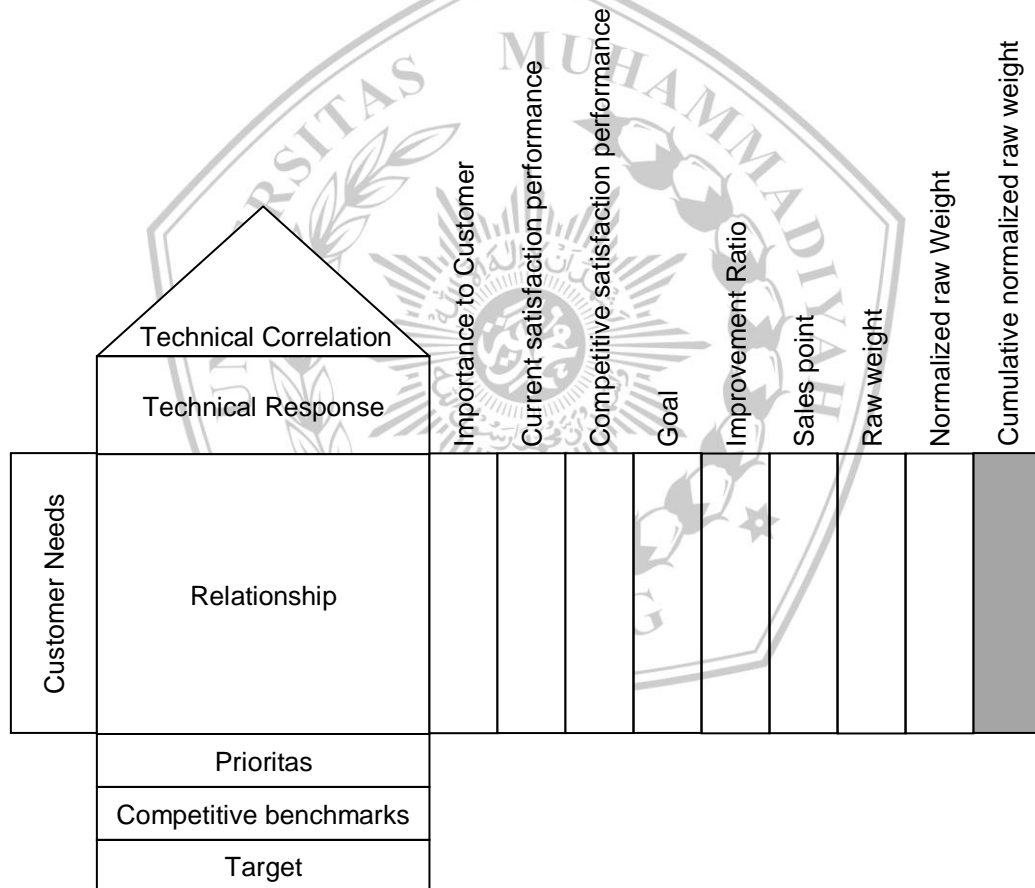 UNIVERSITAS MUHAMMADIYAH
Importance to Customer
Current satisfaction performance
Competitive satisfaction performance
Goal
Improvement Ratio
Sales point
Raw weight
Normalized raw Weight
Cumulative normalized raw weight
Technical Correlation
Technical Response
Customer Needs
Relationship
Prioritas
Competitive benchmarks
Target